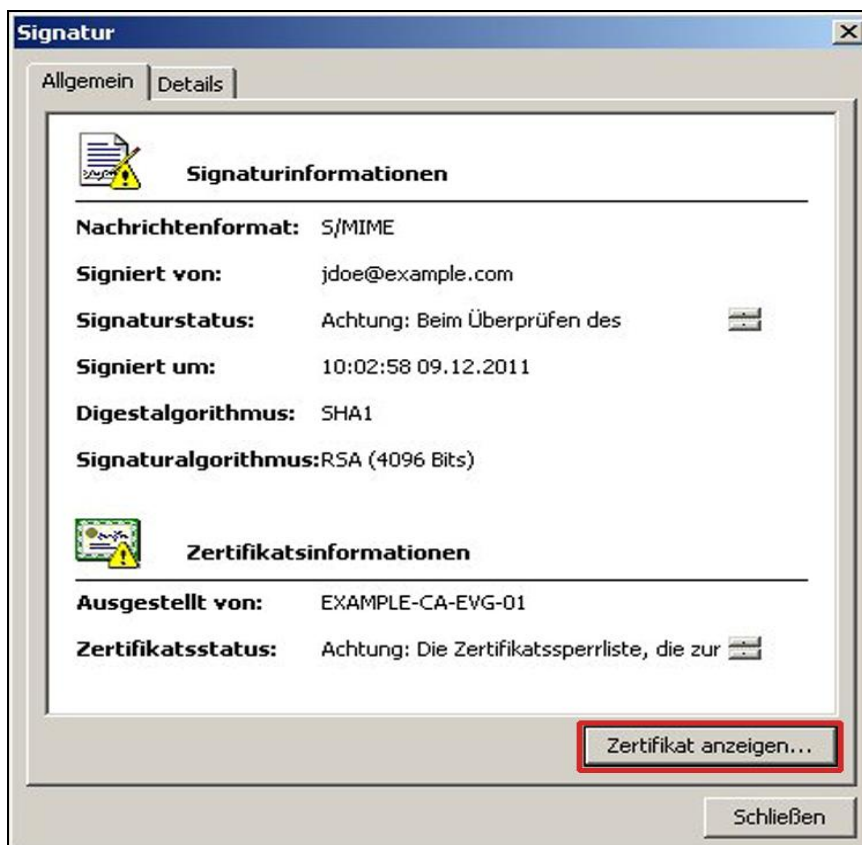 Signatur
Allgemein Details
Signaturinformationen
Nachrichtenformat: S/MIME
Signiert von: jdoe@example.com
Signaturstatus: Achtung: Beim Überprüfen des
Signiert um: 10:02:58 09.12.2011
Digestalgorithmus: SHA1
Signaturalgorithmus:RSA (4096 Bits)
Zertifikatsinformationen
Ausgestellt von: EXAMPLE-CA-EVG-01
Zertifikatsstatus: Achtung: Die Zertifikatssperrliste, die zur
Zertifikat anzeigen...
Schließen